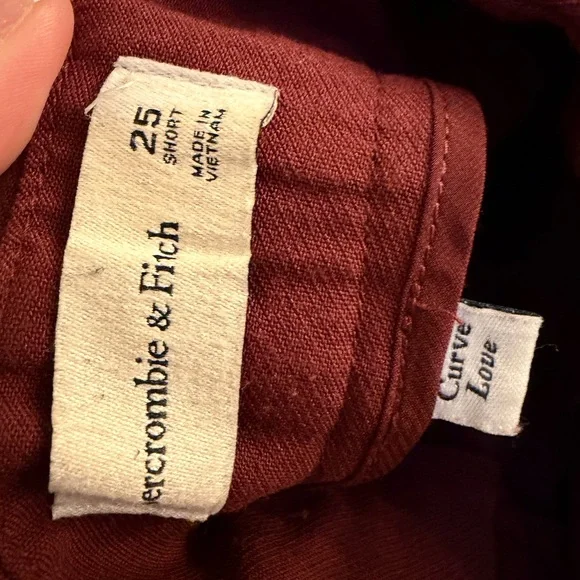 ercrombie & Fitch
25
SHORT
MADE IN
VIETNAM
Curve
Love